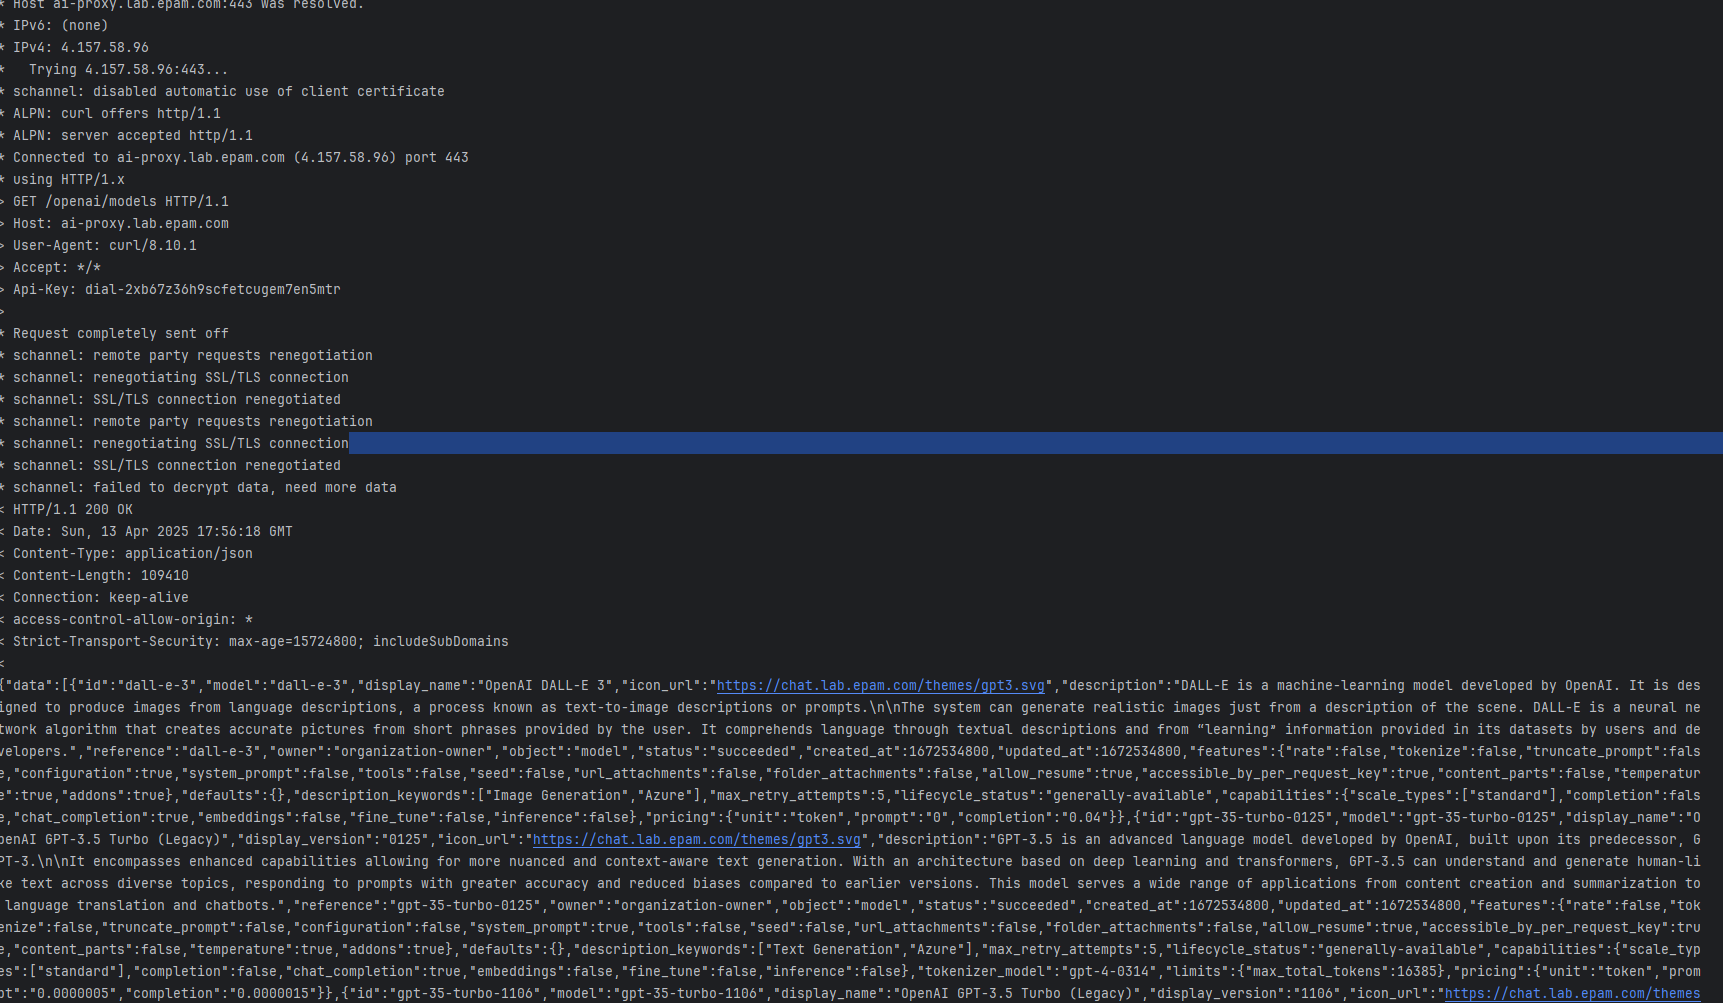 * Host ai-proxy.lab.epam.com:443 was resolved.
* IPv6: (none)
* IPv4: 4.157.58.96
*   Trying 4.157.58.96:443...
* schannel: disabled automatic use of client certificate
* ALPN: curl offers http/1.1
* ALPN: server accepted http/1.1
* Connected to ai-proxy.lab.epam.com (4.157.58.96) port 443
* using HTTP/1.x
> GET /openai/models HTTP/1.1
> Host: ai-proxy.lab.epam.com
> User-Agent: curl/8.10.1
> Accept: */*
> Api-Key: dial-2xb67z36h9scfetcugem7en5mtr
>
* Request completely sent off
* schannel: remote party requests renegotiation
* schannel: renegotiating SSL/TLS connection
* schannel: SSL/TLS connection renegotiated
* schannel: remote party requests renegotiation
* schannel: renegotiating SSL/TLS connection
* schannel: SSL/TLS connection renegotiated
* schannel: failed to decrypt data, need more data
< HTTP/1.1 200 OK
< Date: Sun, 13 Apr 2025 17:56:18 GMT
< Content-Type: application/json
< Content-Length: 109410
< Connection: keep-alive
< access-control-allow-origin: *
< Strict-Transport-Security: max-age=15724800; includeSubDomains
<
{"data":[{"id":"dall-e-3","model":"dall-e-3","display_name":"OpenAI DALL-E 3","icon_url":"https://chat.lab.epam.com/themes/gpt3.svg","description":"DALL-E is a machine-learning model developed by OpenAI. It is des
igned to produce images from language descriptions, a process known as text-to-image descriptions or prompts.\n\nThe system can generate realistic images just from a description of the scene. DALL-E is a neural ne
twork algorithm that creates accurate pictures from short phrases provided by the user. It comprehends language through textual descriptions and from “learning” information provided in its datasets by users and de
velopers.","reference":"dall-e-3","owner":"organization-owner","object":"model","status":"succeeded","created_at":1672534800,"updated_at":1672534800,"features":{"rate":false,"tokenize":false,"truncate_prompt":fals
e,"configuration":true,"system_prompt":false,"tools":false,"seed":false,"url_attachments":false,"folder_attachments":false,"allow_resume":true,"accessible_by_per_request_key":true,"content_parts":false,"temperatur
e":true,"addons":true},"defaults":{},"description_keywords":["Image Generation","Azure"],"max_retry_attempts":5,"lifecycle_status":"generally-available","capabilities":{"scale_types":["standard"],"completion":fals
e,"chat_completion":true,"embeddings":false,"fine_tune":false,"inference":false},"pricing":{"unit":"token","prompt":"0","completion":"0.04"}},{"id":"gpt-35-turbo-0125","model":"gpt-35-turbo-0125","display_name":"O
penAI GPT-3.5 Turbo (Legacy)","display_version":"0125","icon_url":"https://chat.lab.epam.com/themes/gpt3.svg","description":"GPT-3.5 is an advanced language model developed by OpenAI, built upon its predecessor, G
PT-3.\n\nIt encompasses enhanced capabilities allowing for more nuanced and context-aware text generation. With an architecture based on deep learning and transformers, GPT-3.5 can understand and generate human-li
ke text across diverse topics, responding to prompts with greater accuracy and reduced biases compared to earlier versions. This model serves a wide range of applications from content creation and summarization to
 language translation and chatbots.","reference":"gpt-35-turbo-0125","owner":"organization-owner","object":"model","status":"succeeded","created_at":1672534800,"updated_at":1672534800,"features":{"rate":false,"tok
enize":false,"truncate_prompt":false,"configuration":false,"system_prompt":true,"tools":false,"seed":false,"url_attachments":false,"folder_attachments":false,"allow_resume":true,"accessible_by_per_request_key":tru
e,"content_parts":false,"temperature":true,"addons":true},"defaults":{},"description_keywords":["Text Generation","Azure"],"max_retry_attempts":5,"lifecycle_status":"generally-available","capabilities":{"scale_typ
es":["standard"],"completion":false,"chat_completion":true,"embeddings":false,"fine_tune":false,"inference":false},"tokenizer_model":"gpt-4-0314","limits":{"max_total_tokens":16385},"pricing":{"unit":"token","prom
pt":"0.0000005","completion":"0.0000015"}},{"id":"gpt-35-turbo-1106","model":"gpt-35-turbo-1106","display_name":"OpenAI GPT-3.5 Turbo (Legacy)","display_version":"1106","icon_url":"https://chat.lab.epam.com/themes